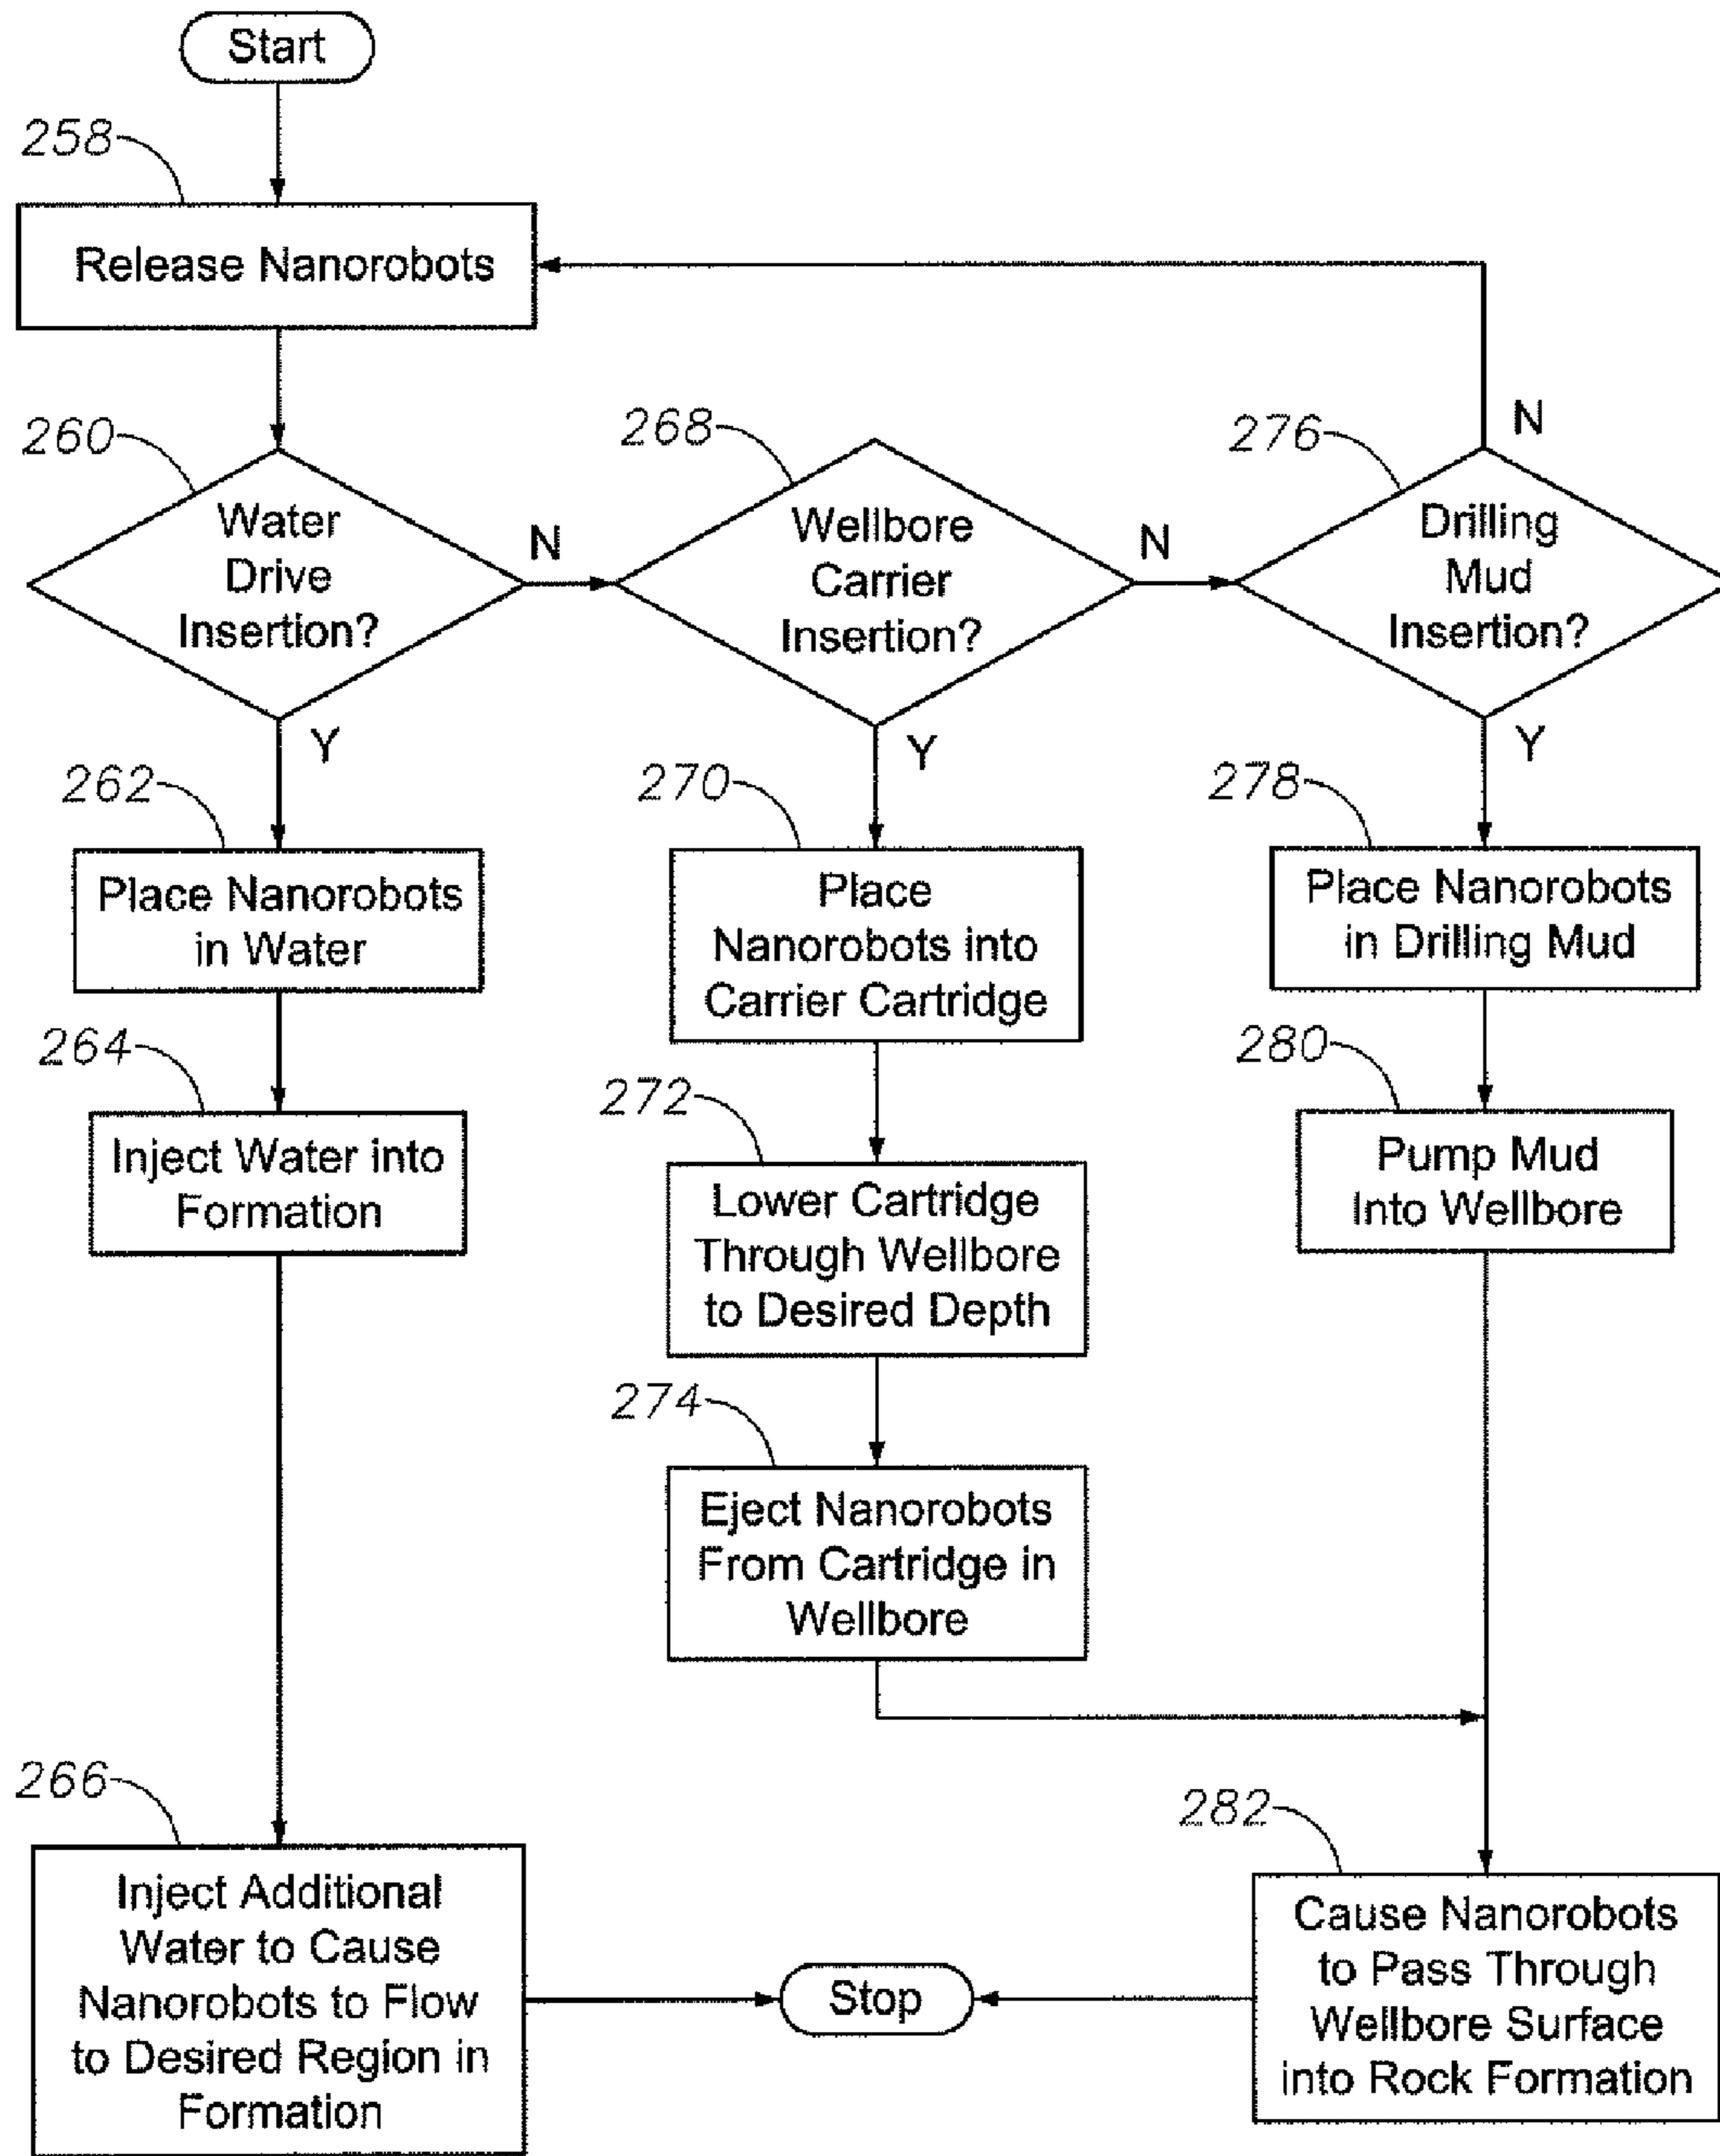 Start
258
Release Nanorobots
260
Water
Drive
Insertion?
N
268
Wellbore
Carrier
Insertion?
N
276
Drilling
Mud
Insertion?
N
Y
Y
Y
262
Place Nanorobots
in Water
270
Place
Nanorobots into
Carrier Cartridge
278
Place Nanorobots
in Drilling Mud
264
Inject Water into
Formation
272
Lower Cartridge
Through Wellbore
to Desired Depth
280
Pump Mud
Into Wellbore
274
Eject Nanorobots
From Cartridge in
Wellbore
266
Inject Additional
Water to Cause
Nanorobots to Flow
to Desired Region in
Formation
Stop
282
Cause Nanorobots
to Pass Through
Wellbore Surface
into Rock Formation